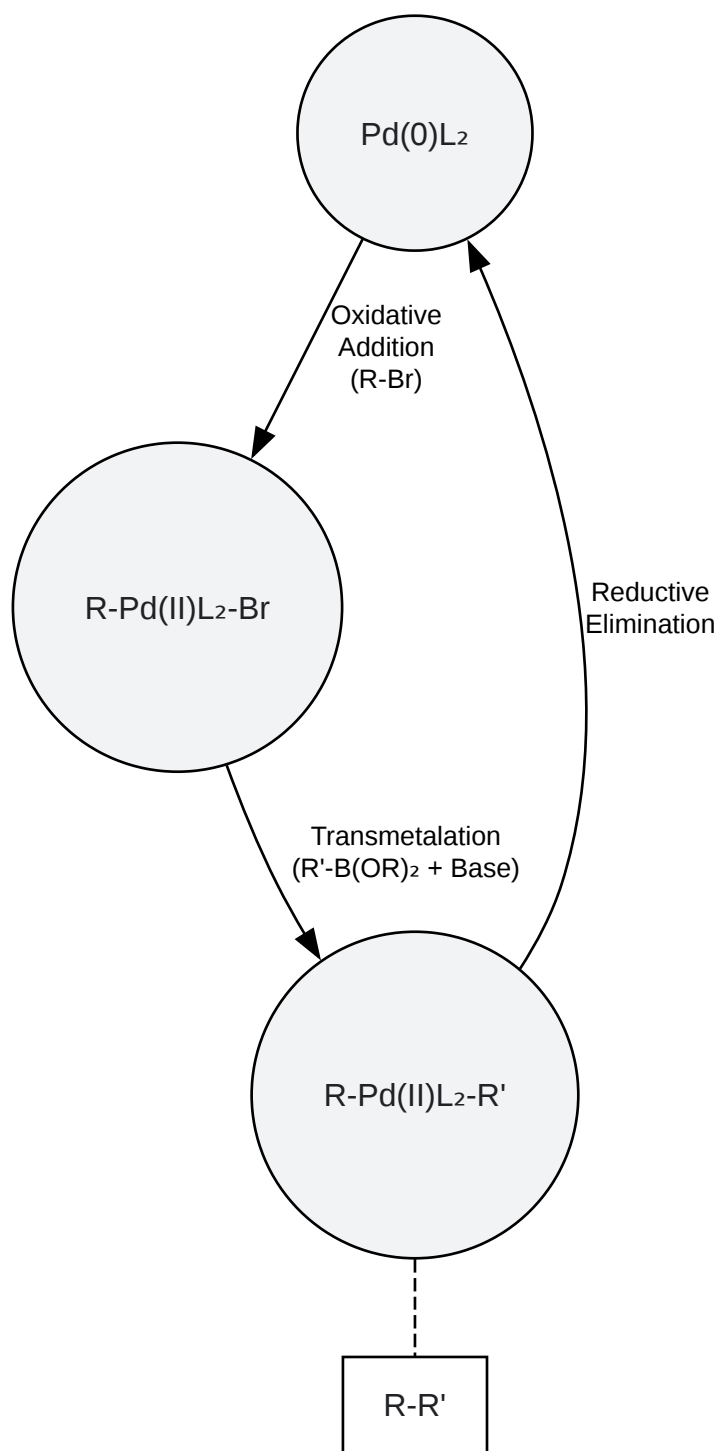 Pd(0)L₂
Oxidative
Addition
(R-Br)
R-Pd(II)L₂-Br
Reductive
Elimination
Transmetalation
(R'-B(OR)₂ + Base)
R-Pd(II)L₂-R'
R-R'